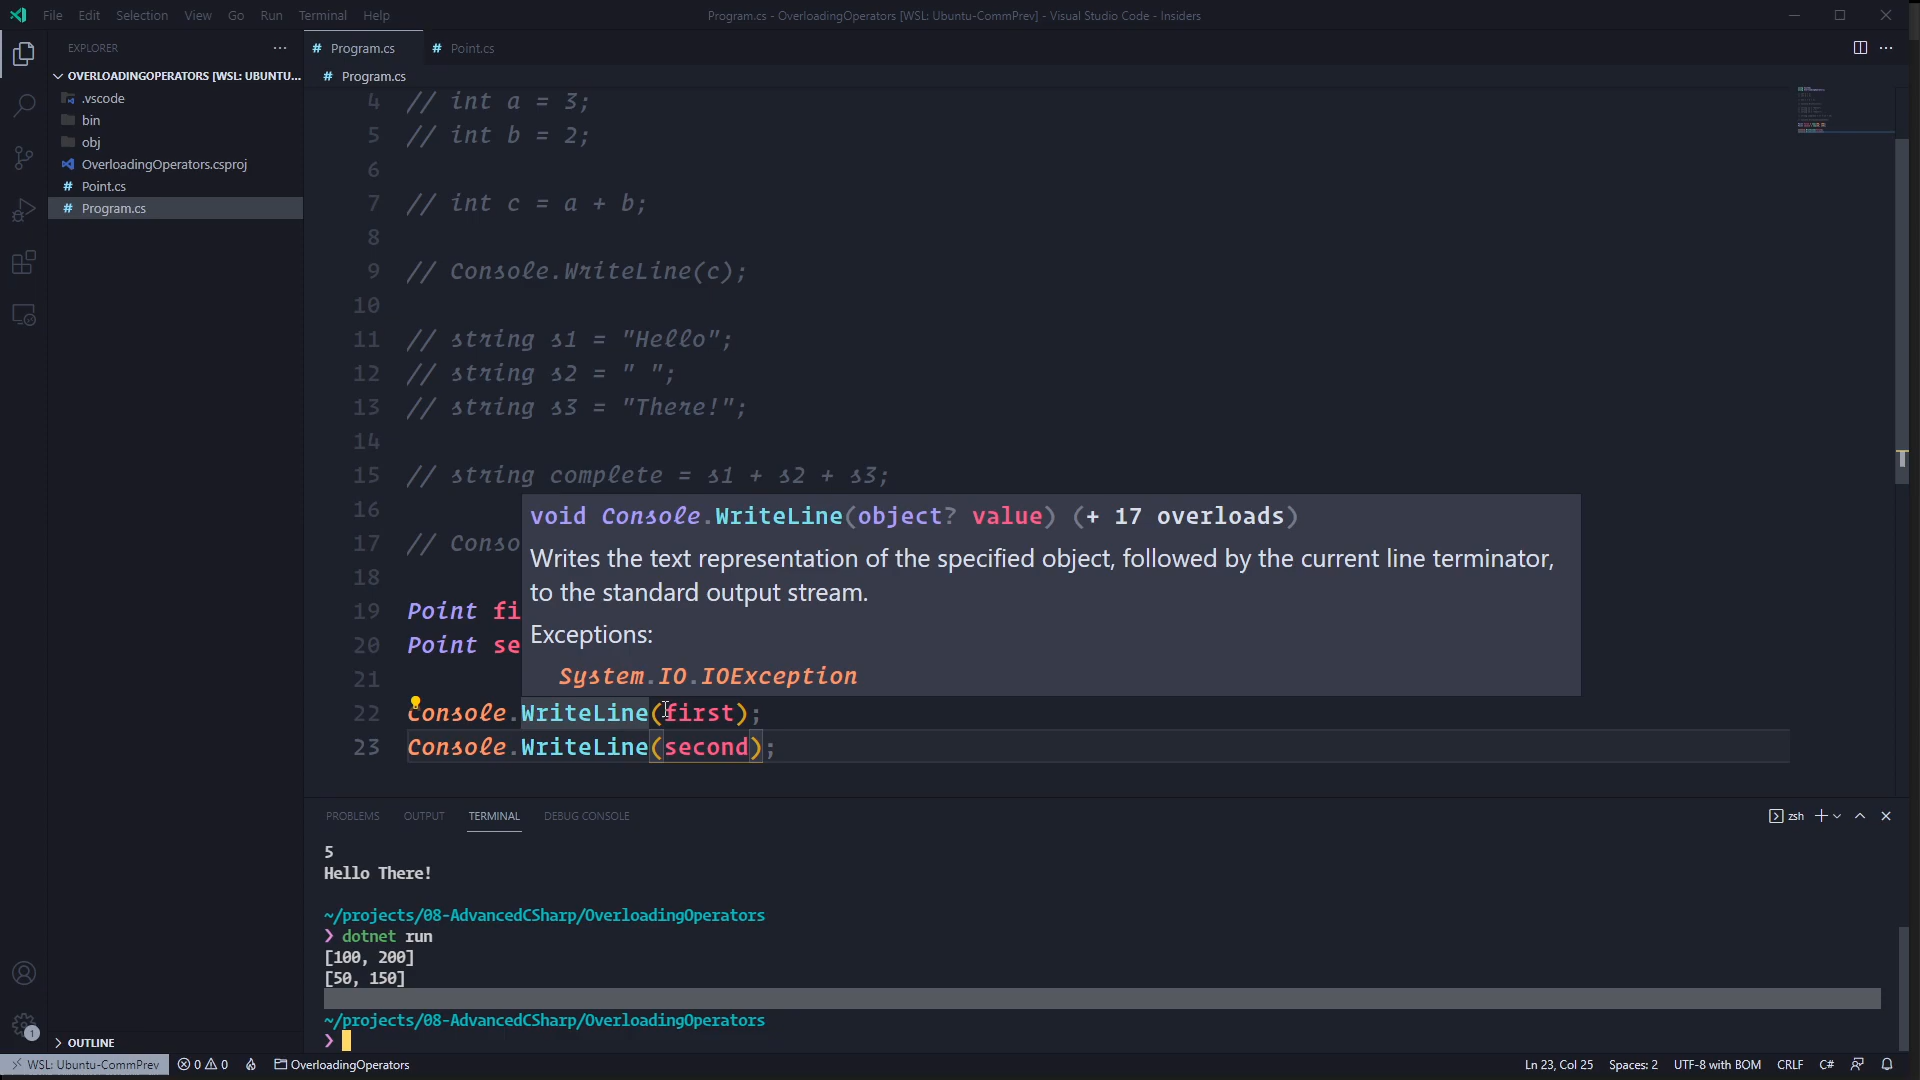 File Edit Selection View Go Run Terminal Help
Program.cs - OverloadingOperators [WSL: Ubuntu-CommPrev] - Visual Studio Code - Insiders
EXPLORER
OVERLOADINGOPERATORS [WSL: UBUNTU...
.vscode
bin
obj
OverloadingOperators.csproj
# Point.cs
# Program.cs
OUTLINE
# Program.cs
# Point.cs
# Program.cs
4 // int a = 3;
5 // int b = 2;
6
7 // int c = a + b;
8
9 // Console.WriteLine(c);
10
11 // string s1 = "Hello";
12 // string s2 = " ";
13 // string s3 = "There!";
14
15 // string complete = s1 + s2 + s3;
16
17 // Conso
18
19 Point fi
20 Point se
21
22 Console.WriteLine(first);
23 Console.WriteLine(second);
void Console.WriteLine(object? value) (+ 17 overloads)
Writes the text representation of the specified object, followed by the current line terminator,
to the standard output stream.
Exceptions:
System.IO.IOException
PROBLEMS OUTPUT TERMINAL DEBUG CONSOLE
zsh
5
Hello There!
~/projects/08-AdvancedCSharp/OverloadingOperators
❯ dotnet run
[100, 200]
[50, 150]
~/projects/08-AdvancedCSharp/OverloadingOperators
❯
1
WSL: Ubuntu-CommPrev 0 0 OverloadingOperators
Ln 23, Col 25 Spaces: 2 UTF-8 with BOM CRLF C#